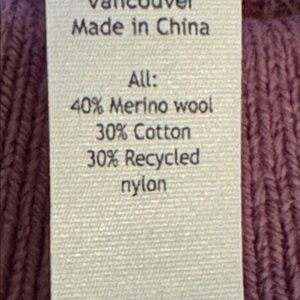 Vancouver
Made in China
All:
40% Merino wool
30% Cotton
30% Recycled
nylon